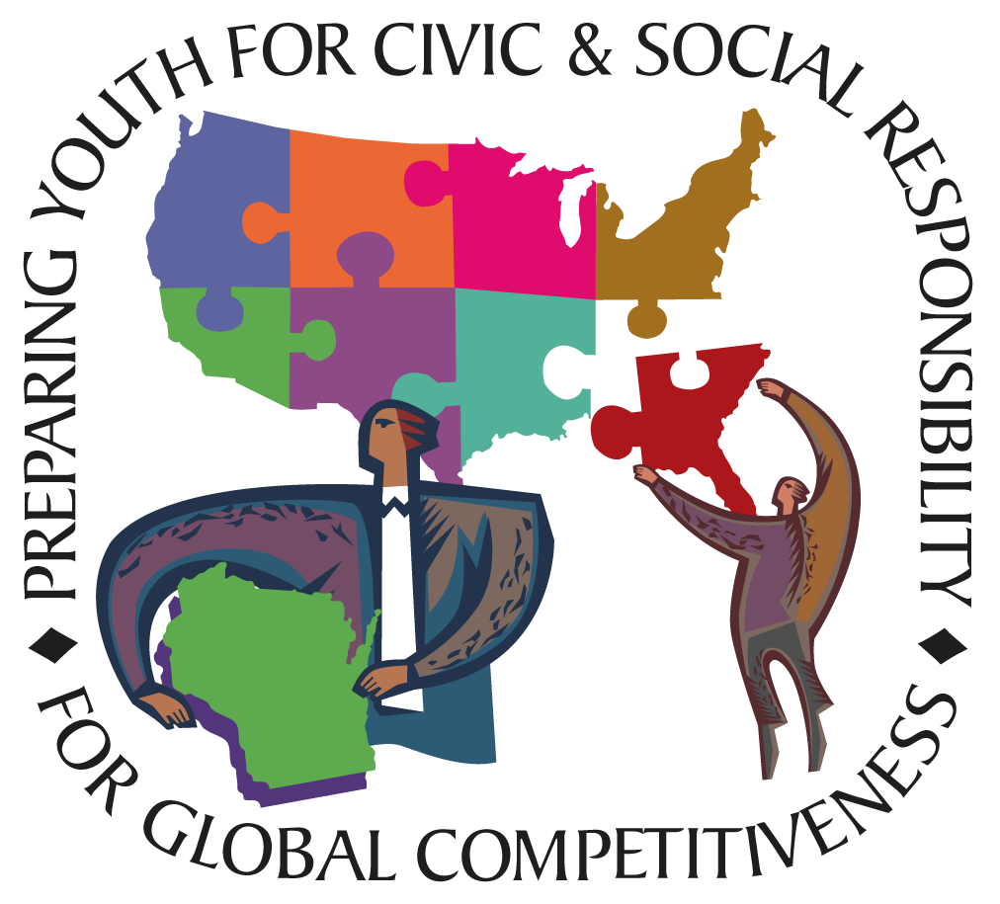 PREPARING YOUTH FOR CIVIC & SOCIAL RESPONSIBILITY
FOR GLOBAL COMPETITIVENESS